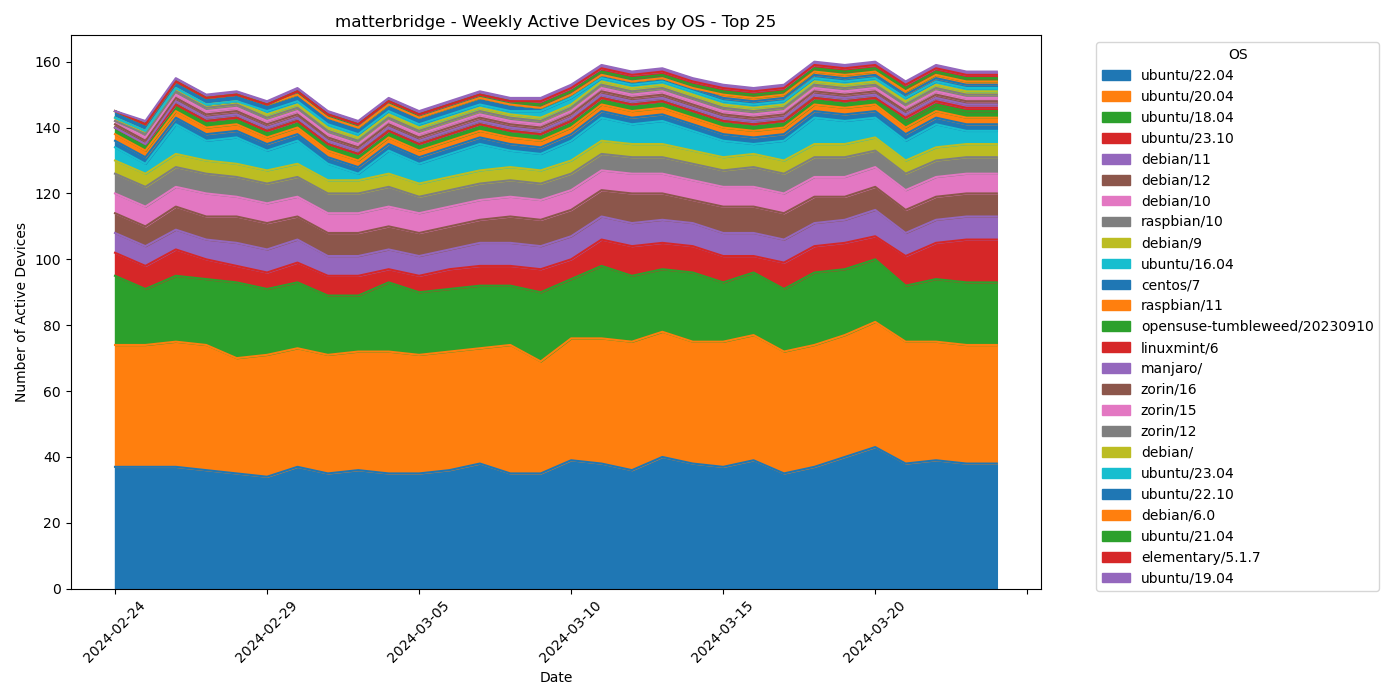 matterbridge - Weekly Active Devices by OS - Top 25
Number of Active Devices
160
140
120
100
80
60
40
20
0
2024-02-24
2024-02-29
2024-03-05
2024-03-10
2024-03-15
2024-03-20
Date
OS
ubuntu/22.04
ubuntu/20.04
ubuntu/18.04
ubuntu/23.10
debian/11
debian/12
debian/10
raspbian/10
debian/9
ubuntu/16.04
centos/7
raspbian/11
opensuse-tumbleweed/20230910
linuxmint/6
manjaro/
zorin/16
zorin/15
zorin/12
debian/
ubuntu/23.04
ubuntu/22.10
debian/6.0
ubuntu/21.04
elementary/5.1.7
ubuntu/19.04